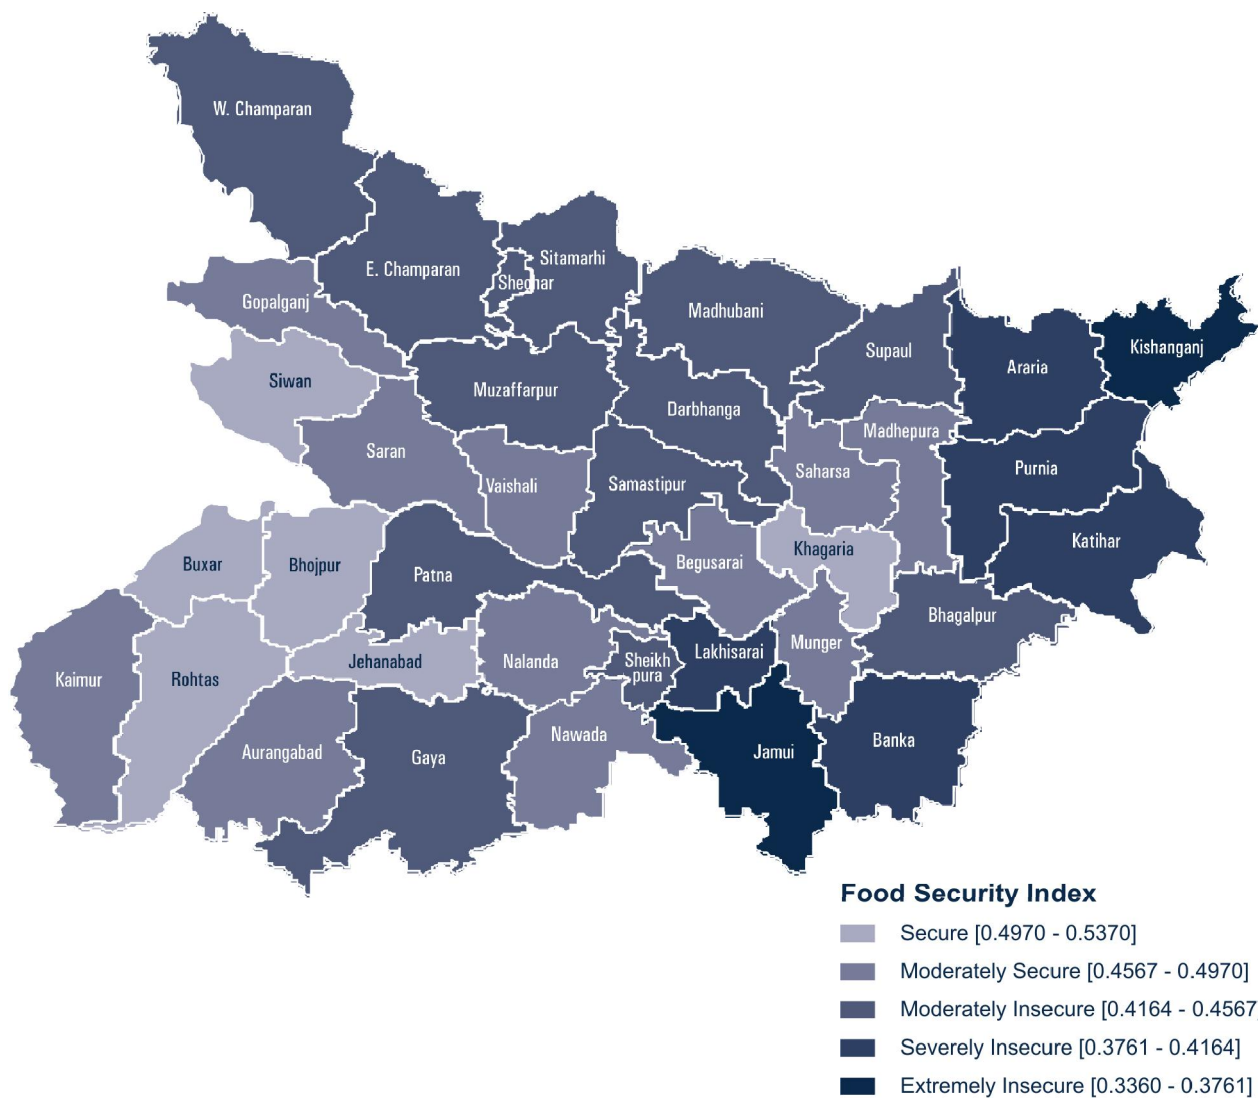 W. Champaran
E. Champaran
Sitamarhi
Sheohar
Gopalganj
Madhubani
Supaul
Araria
Kishanganj
Siwan
Muzaffarpur
Darbhanga
Madhepura
Saran
Vaishali
Samastipur
Saharsa
Purnia
Katihar
Buxar
Bhojpur
Patna
Begusarai
Khagaria
Bhagalpur
Kaimur
Rohtas
Jehanabad
Nalanda
Sheikh
pura
Lakhisarai
Munger
Aurangabad
Gaya
Nawada
Jamui
Banka
Food Security Index
Secure [0.4970 - 0.5370]
Moderately Secure [0.4567 - 0.4970]
Moderately Insecure [0.4164 - 0.4567]
Severely Insecure [0.3761 - 0.4164]
Extremely Insecure [0.3360 - 0.3761]